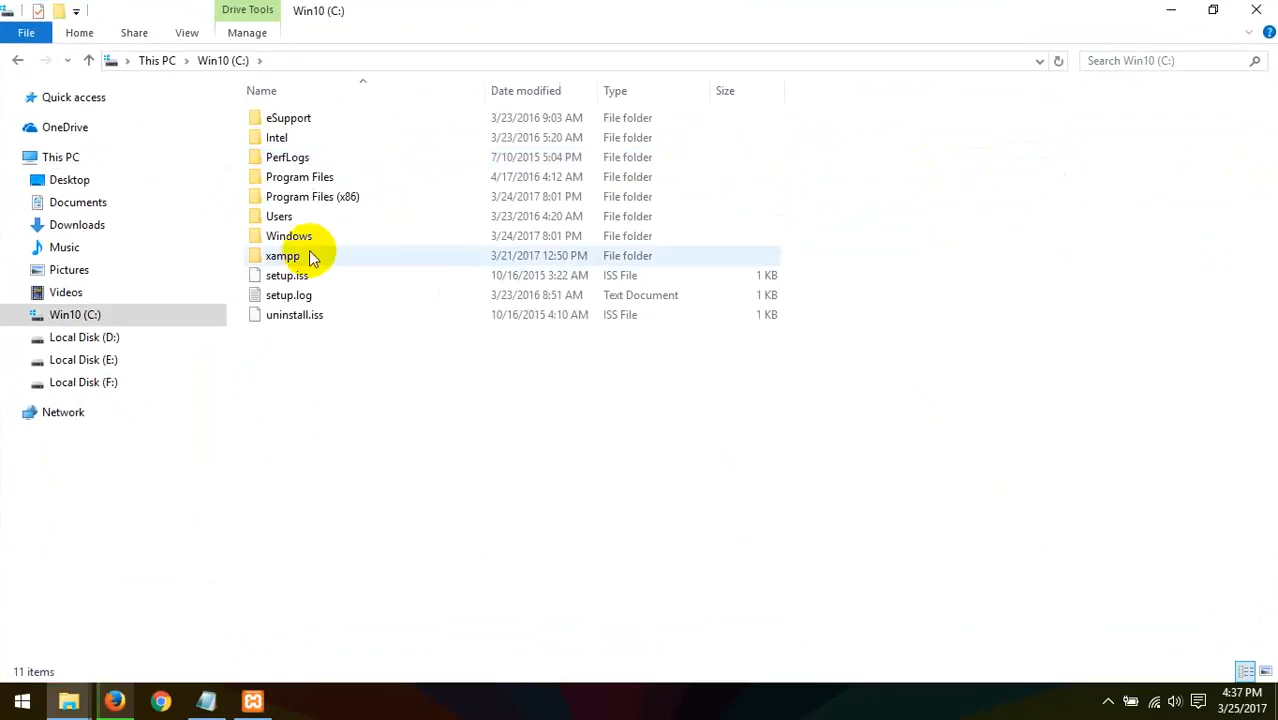 Drive Tools Win10 (C:)
File Home Share View Manage
This PC Win10 (C:) Search Win10 (C:)
Name Date modified Type Size
Quick access
OneDrive
This PC
Desktop
Documents
Downloads
Music
Pictures
Videos
Win10 (C:)
Local Disk (D:)
Local Disk (E:)
Local Disk (F:)
Network
eSupport 3/23/2016 9:03 AM File folder
Intel 3/23/2016 5:20 AM File folder
PerfLogs 7/10/2015 5:04 PM File folder
Program Files 4/17/2016 4:12 AM File folder
Program Files (x86) 3/24/2017 8:01 PM File folder
Users 3/23/2016 4:20 AM File folder
Windows 3/24/2017 8:01 PM File folder
xampp 3/21/2017 12:50 PM File folder
setup.iss 10/16/2015 3:22 AM ISS File 1 KB
setup.log 3/23/2016 8:51 AM Text Document 1 KB
uninstall.iss 10/16/2015 4:10 AM ISS File 1 KB
11 items
4:37 PM
3/25/2017